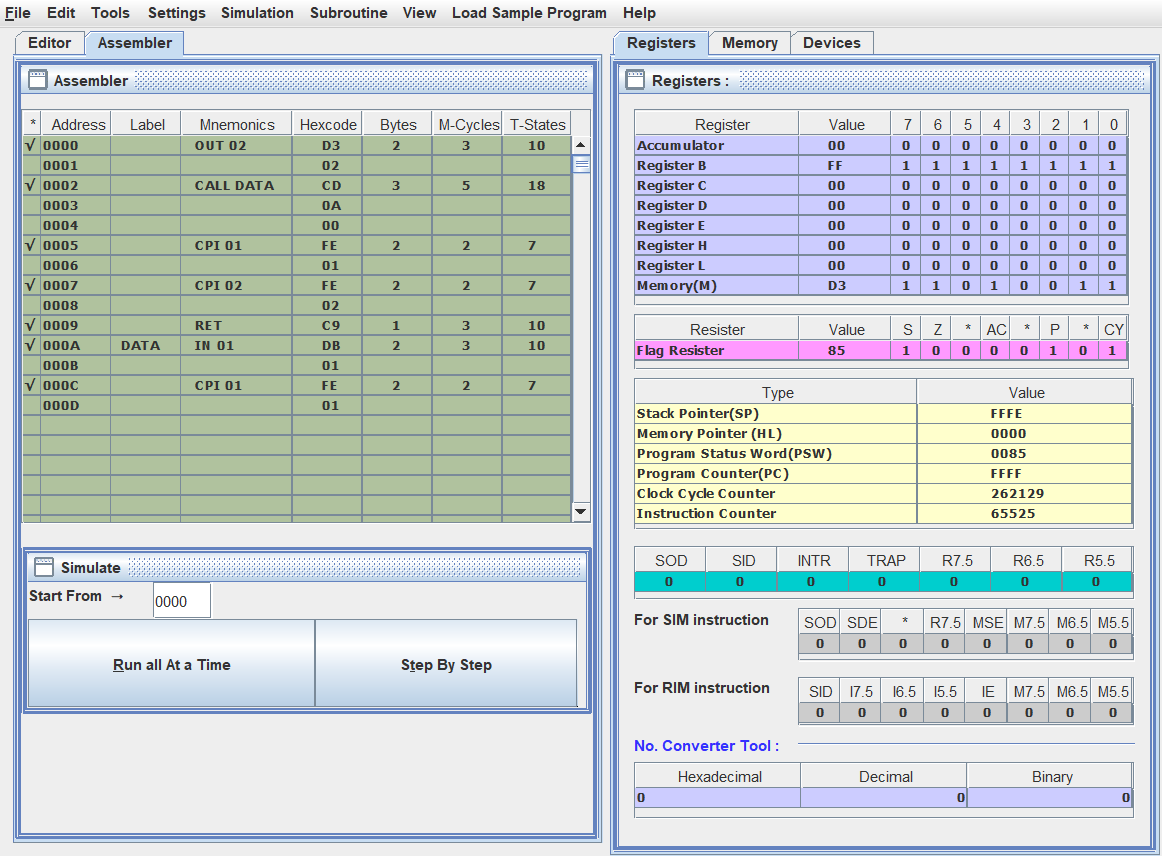 File Edit Tools Settings Simulation Subroutine View Load Sample Program Help
Editor Assembler
Assembler
* Address Label Mnemonics Hexcode Bytes M-Cycles T-States
√ 0000 OUT 02 D3 2 3 10
0001 02
√ 0002 CALL DATA CD 3 5 18
0003 0A
0004 00
√ 0005 CPI 01 FE 2 2 7
0006 01
√ 0007 CPI 02 FE 2 2 7
0008 02
√ 0009 RET C9 1 3 10
√ 000A DATA IN 01 DB 2 3 10
000B 01
√ 000C CPI 01 FE 2 2 7
000D 01
Simulate
Start From → 0000
Run all At a Time Step By Step
Registers Memory Devices
Registers :
Register Value 7 6 5 4 3 2 1 0
Accumulator 00 0 0 0 0 0 0 0 0
Register B FF 1 1 1 1 1 1 1 1
Register C 00 0 0 0 0 0 0 0 0
Register D 00 0 0 0 0 0 0 0 0
Register E 00 0 0 0 0 0 0 0 0
Register H 00 0 0 0 0 0 0 0 0
Register L 00 0 0 0 0 0 0 0 0
Memory(M) D3 1 1 0 1 0 0 1 1
Resister Value S Z * AC * P * CY
Flag Resister 85 1 0 0 0 0 1 0 1
Type Value
Stack Pointer(SP) FFFE
Memory Pointer (HL) 0000
Program Status Word(PSW) 0085
Program Counter(PC) FFFF
Clock Cycle Counter 262129
Instruction Counter 65525
SOD SID INTR TRAP R7.5 R6.5 R5.5
0 0 0 0 0 0 0
For SIM instruction
SOD SDE * R7.5 MSE M7.5 M6.5 M5.5
0 0 0 0 0 0 0 0
For RIM instruction
SID I7.5 I6.5 I5.5 IE M7.5 M6.5 M5.5
0 0 0 0 0 0 0 0
No. Converter Tool :
Hexadecimal Decimal Binary
0 0 0